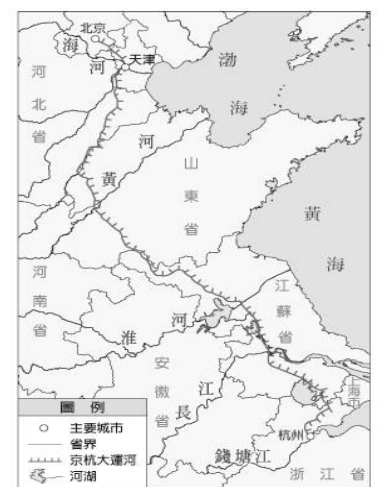 北京
海河
天津
渤海
河北省
黃河
山東省
黃海
河南省
江蘇省
淮河
安徽省
長江
上海市
杭州
錢塘江
浙江省
圖例
主要城市
省界
京杭大運河
河湖